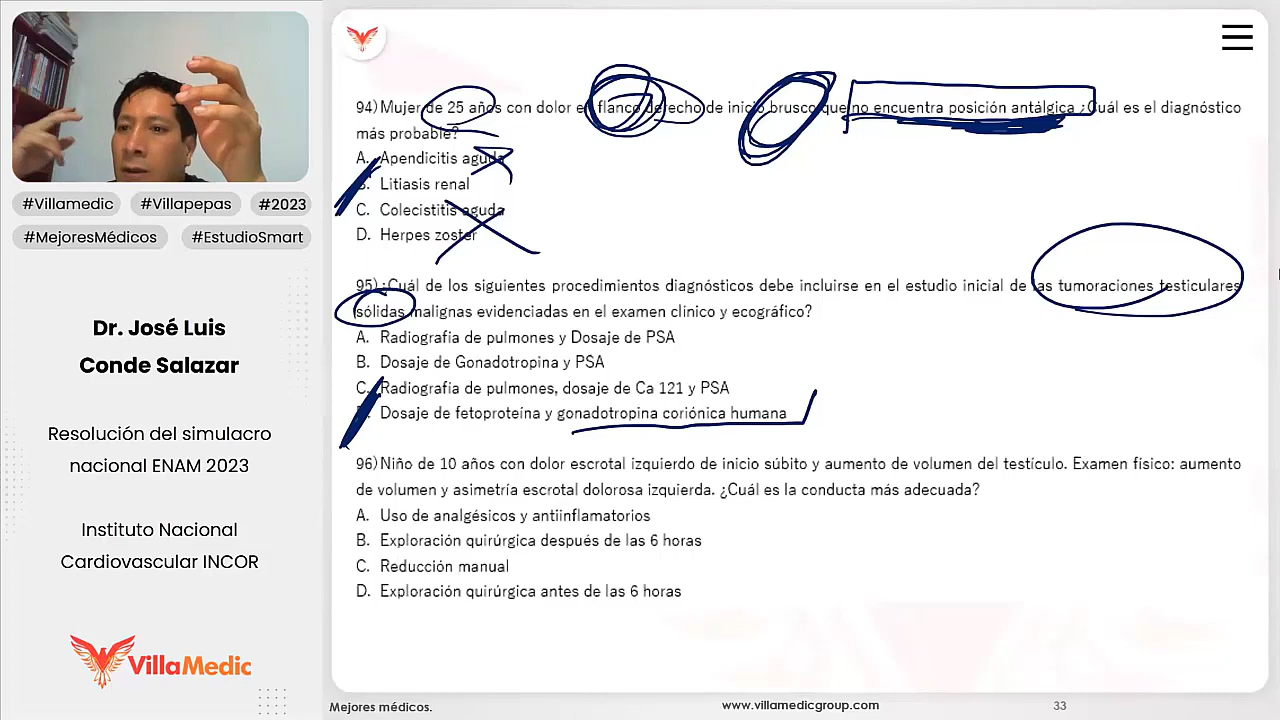 94) Mujer de 25 años con dolor en flanco derecho de inicio brusco que no encuentra posición antálgica ¿Cuál es el diagnóstico
más probable?
A. Apendicitis aguda
B. Litiasis renal
C. Colecistitis aguda
D. Herpes zoster
95) ¿Cuál de los siguientes procedimientos diagnósticos debe incluirse en el estudio inicial de las tumoraciones testiculares
sólidas malignas evidenciadas en el examen clínico y ecográfico?
A. Radiografía de pulmones y Dosaje de PSA
B. Dosaje de Gonadotropina y PSA
C. Radiografía de pulmones, dosaje de Ca 121 y PSA
D. Dosaje de fetoproteína y gonadotropina coriónica humana
96) Niño de 10 años con dolor escrotal izquierdo de inicio súbito y aumento de volumen del testículo. Examen físico: aumento
de volumen y asimetría escrotal dolorosa izquierda. ¿Cuál es la conducta más adecuada?
A. Uso de analgésicos y antiinflamatorios
B. Exploración quirúrgica después de las 6 horas
C. Reducción manual
D. Exploración quirúrgica antes de las 6 horas
#Villamedic #Villapepas #2023
#MejoresMédicos #EstudioSmart
Dr. José Luis
Conde Salazar
Resolución del simulacro
nacional ENAM 2023
Instituto Nacional
Cardiovascular INCOR
VillaMedic
Mejores médicos.
www.villamedicgroup.com
33